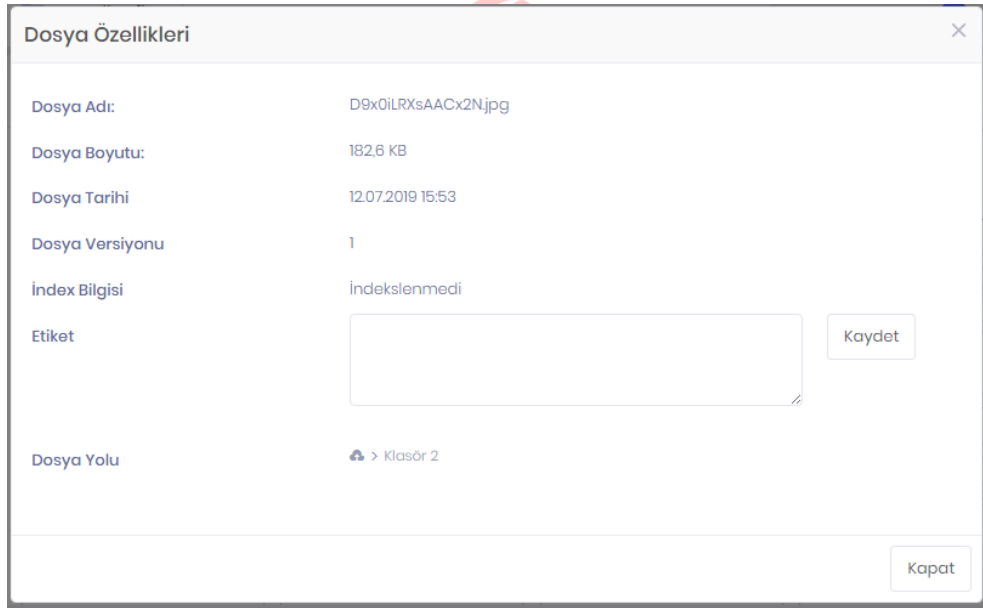 Dosya Özellikleri
Dosya Adı: D9x0iLRXsAACx2N.jpg
Dosya Boyutu: 182,6 KB
Dosya Tarihi 12.07.2019 15:53
Dosya Versiyonu 1
İndex Bilgisi İndekslenmedi
Etiket Kaydet
Dosya Yolu > Klasör 2
Kapat